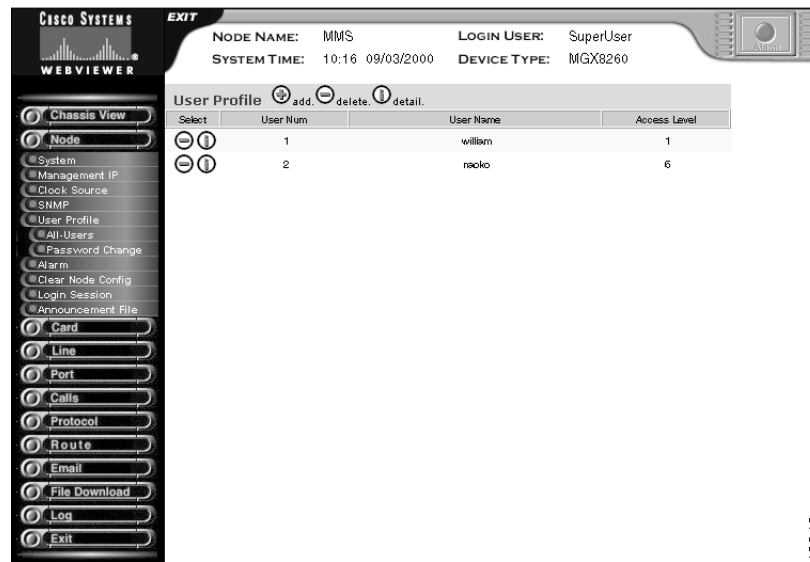 CISCO SYSTEMS
WEBVIEWER
EXIT
NODE NAME: MMS LOGIN USER: SuperUser
SYSTEM TIME: 10:16 09/03/2000 DEVICE TYPE: MGX8260
Alarm
User Profile add. delete. detail.
Select User Num User Name Access Level
1 william 1
2 naoko 6
Chassis View
Node
System
Management IP
Clock Source
SNMP
User Profile
All-Users
Password Change
Alarm
Clear Node Config
Login Session
Announcement File
Card
Line
Port
Calls
Protocol
Route
Email
File Download
Log
Exit